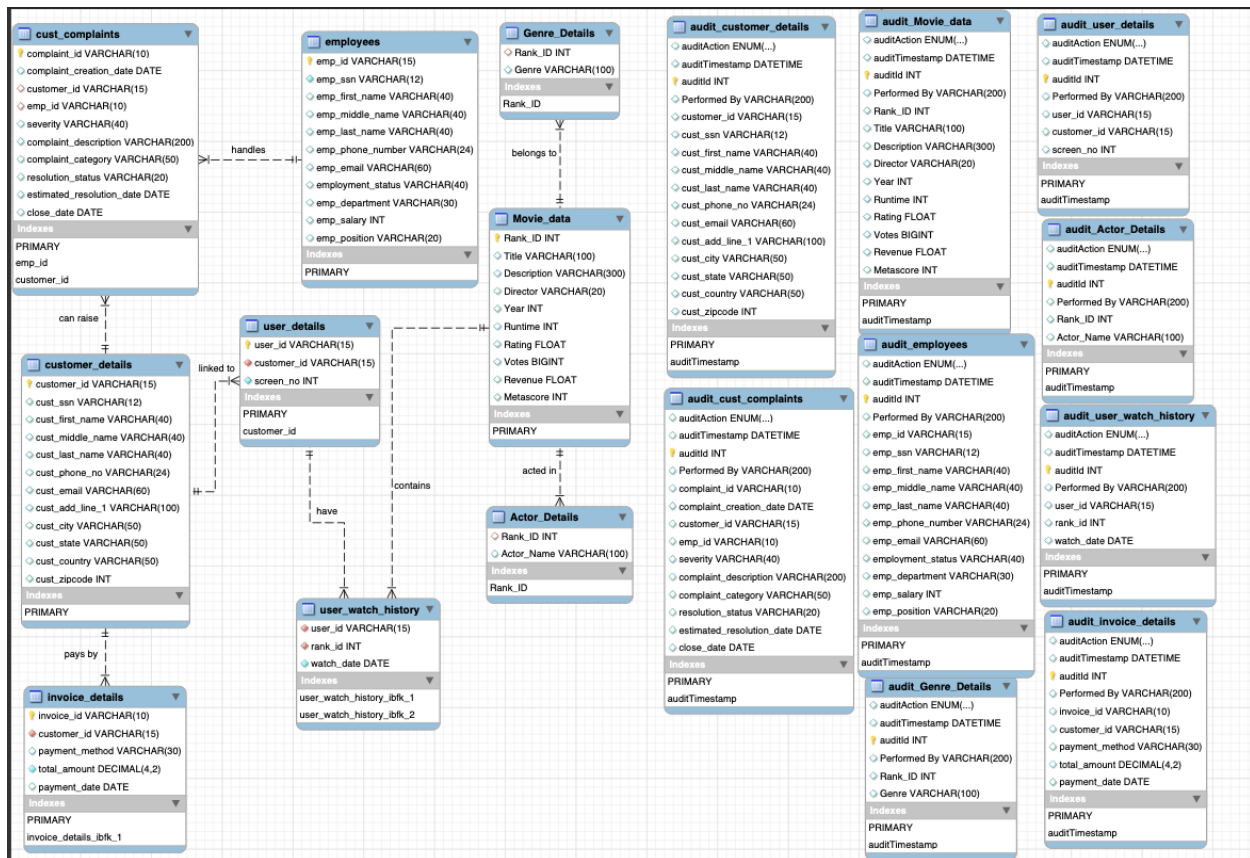 cust_complaints
complaint_id VARCHAR(10)
complaint_creation_date DATE
customer_id VARCHAR(15)
emp_id VARCHAR(10)
severity VARCHAR(40)
complaint_description VARCHAR(200)
complaint_category VARCHAR(50)
resolution_status VARCHAR(20)
estimated_resolution_date DATE
close_date DATE
Indexes
PRIMARY
emp_id
customer_id
handles
employees
emp_id VARCHAR(15)
emp_ssn VARCHAR(12)
emp_first_name VARCHAR(40)
emp_middle_name VARCHAR(40)
emp_last_name VARCHAR(40)
emp_phone_number VARCHAR(24)
emp_email VARCHAR(60)
employment_status VARCHAR(40)
emp_department VARCHAR(30)
emp_salary INT
emp_position VARCHAR(20)
Indexes
PRIMARY
Genre_Details
Rank_ID INT
Genre VARCHAR(100)
Indexes
Rank_ID
belongs to
Movie_data
Rank_ID INT
Title VARCHAR(100)
Description VARCHAR(300)
Director VARCHAR(20)
Year INT
Runtime INT
Rating FLOAT
Votes BIGINT
Revenue FLOAT
Metascore INT
Indexes
PRIMARY
can raise
customer_details
customer_id VARCHAR(15)
cust_ssn VARCHAR(12)
cust_first_name VARCHAR(40)
cust_middle_name VARCHAR(40)
cust_last_name VARCHAR(40)
cust_phone_no VARCHAR(24)
cust_email VARCHAR(60)
cust_add_line_1 VARCHAR(100)
cust_city VARCHAR(50)
cust_state VARCHAR(50)
cust_country VARCHAR(50)
cust_zipcode INT
Indexes
PRIMARY
linked to
user_details
user_id VARCHAR(15)
customer_id VARCHAR(15)
screen_no INT
Indexes
PRIMARY
customer_id
have
contains
acted in
Actor_Details
Rank_ID INT
Actor_Name VARCHAR(100)
Indexes
Rank_ID
user_watch_history
user_id VARCHAR(15)
rank_id INT
watch_date DATE
Indexes
user_watch_history_ibfk_1
user_watch_history_ibfk_2
pays by
invoice_details
invoice_id VARCHAR(10)
customer_id VARCHAR(15)
payment_method VARCHAR(30)
total_amount DECIMAL(4,2)
payment_date DATE
Indexes
PRIMARY
invoice_details_ibfk_1
audit_customer_details
auditAction ENUM(...)
auditTimestamp DATETIME
auditId INT
Performed By VARCHAR(200)
customer_id VARCHAR(15)
cust_ssn VARCHAR(12)
cust_first_name VARCHAR(40)
cust_middle_name VARCHAR(40)
cust_last_name VARCHAR(40)
cust_phone_no VARCHAR(24)
cust_email VARCHAR(60)
cust_add_line_1 VARCHAR(100)
cust_city VARCHAR(50)
cust_state VARCHAR(50)
cust_country VARCHAR(50)
cust_zipcode INT
Indexes
PRIMARY
auditTimestamp
audit_cust_complaints
auditAction ENUM(...)
auditTimestamp DATETIME
auditId INT
Performed By VARCHAR(200)
complaint_id VARCHAR(10)
complaint_creation_date DATE
customer_id VARCHAR(15)
emp_id VARCHAR(10)
severity VARCHAR(40)
complaint_description VARCHAR(200)
complaint_category VARCHAR(50)
resolution_status VARCHAR(20)
estimated_resolution_date DATE
close_date DATE
Indexes
PRIMARY
auditTimestamp
audit_Movie_data
auditAction ENUM(...)
auditTimestamp DATETIME
auditId INT
Performed By VARCHAR(200)
Rank_ID INT
Title VARCHAR(100)
Description VARCHAR(300)
Director VARCHAR(20)
Year INT
Runtime INT
Rating FLOAT
Votes BIGINT
Revenue FLOAT
Metascore INT
Indexes
PRIMARY
auditTimestamp
audit_employees
auditAction ENUM(...)
auditTimestamp DATETIME
auditId INT
Performed By VARCHAR(200)
emp_id VARCHAR(15)
emp_ssn VARCHAR(12)
emp_first_name VARCHAR(40)
emp_middle_name VARCHAR(40)
emp_last_name VARCHAR(40)
emp_phone_number VARCHAR(24)
emp_email VARCHAR(60)
employment_status VARCHAR(40)
emp_department VARCHAR(30)
emp_salary INT
emp_position VARCHAR(20)
Indexes
PRIMARY
auditTimestamp
audit_Genre_Details
auditAction ENUM(...)
auditTimestamp DATETIME
auditId INT
Performed By VARCHAR(200)
Rank_ID INT
Genre VARCHAR(100)
Indexes
PRIMARY
auditTimestamp
audit_user_details
auditAction ENUM(...)
auditTimestamp DATETIME
auditId INT
Performed By VARCHAR(200)
user_id VARCHAR(15)
customer_id VARCHAR(15)
screen_no INT
Indexes
PRIMARY
auditTimestamp
audit_Actor_Details
auditAction ENUM(...)
auditTimestamp DATETIME
auditId INT
Performed By VARCHAR(200)
Rank_ID INT
Actor_Name VARCHAR(100)
Indexes
PRIMARY
auditTimestamp
audit_user_watch_history
auditAction ENUM(...)
auditTimestamp DATETIME
auditId INT
Performed By VARCHAR(200)
user_id VARCHAR(15)
rank_id INT
watch_date DATE
Indexes
PRIMARY
auditTimestamp
audit_invoice_details
auditAction ENUM(...)
auditTimestamp DATETIME
auditId INT
Performed By VARCHAR(200)
invoice_id VARCHAR(10)
customer_id VARCHAR(15)
payment_method VARCHAR(30)
total_amount DECIMAL(4,2)
payment_date DATE
Indexes
PRIMARY
auditTimestamp